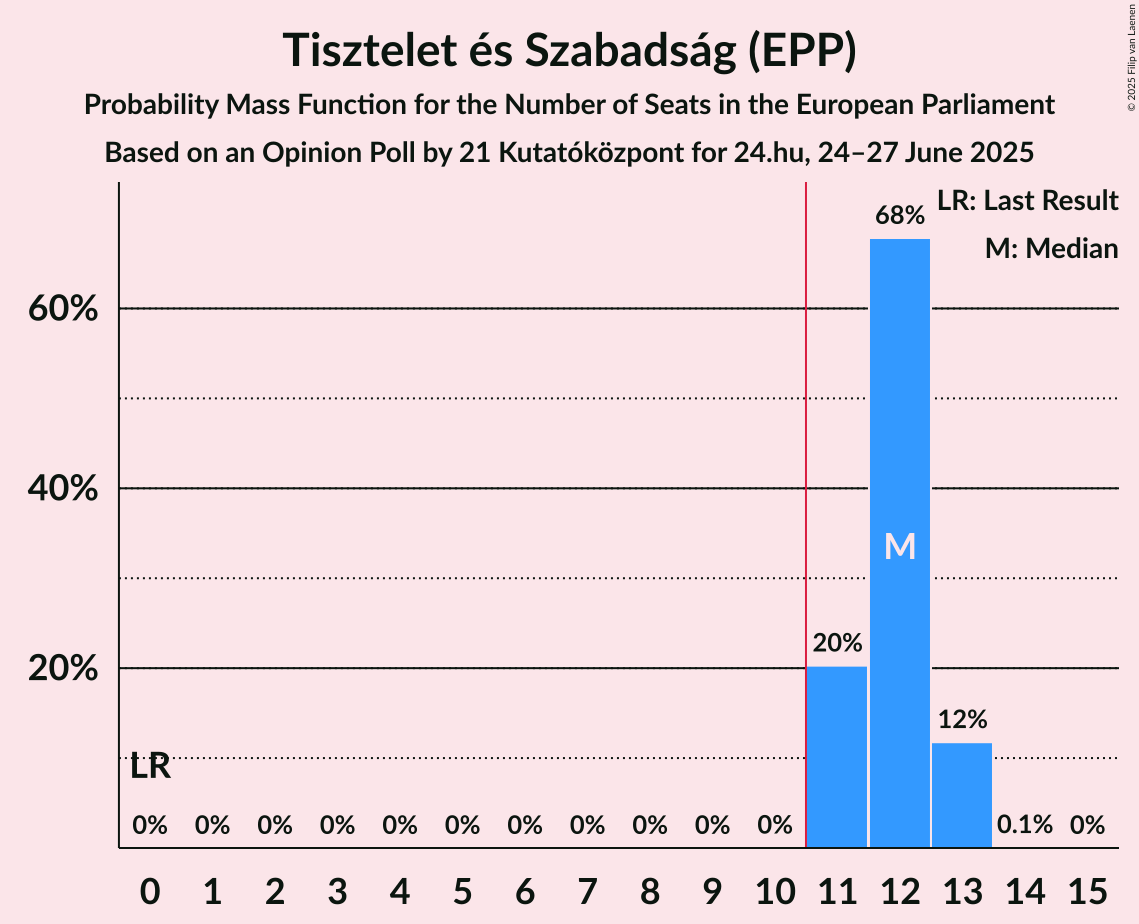 Tisztelet és Szabadság (EPP)
Probability Mass Function for the Number of Seats in the European Parliament
Based on an Opinion Poll by 21 Kutatóközpont for 24.hu, 24–27 June 2025
© 2025 Filip van Laenen
LR: Last Result
M: Median
68%
60%
40%
M
20%
20%
12%
LR
0% 0% 0% 0% 0% 0% 0% 0% 0% 0% 0% 0.1% 0%
0 1 2 3 4 5 6 7 8 9 10 11 12 13 14 15